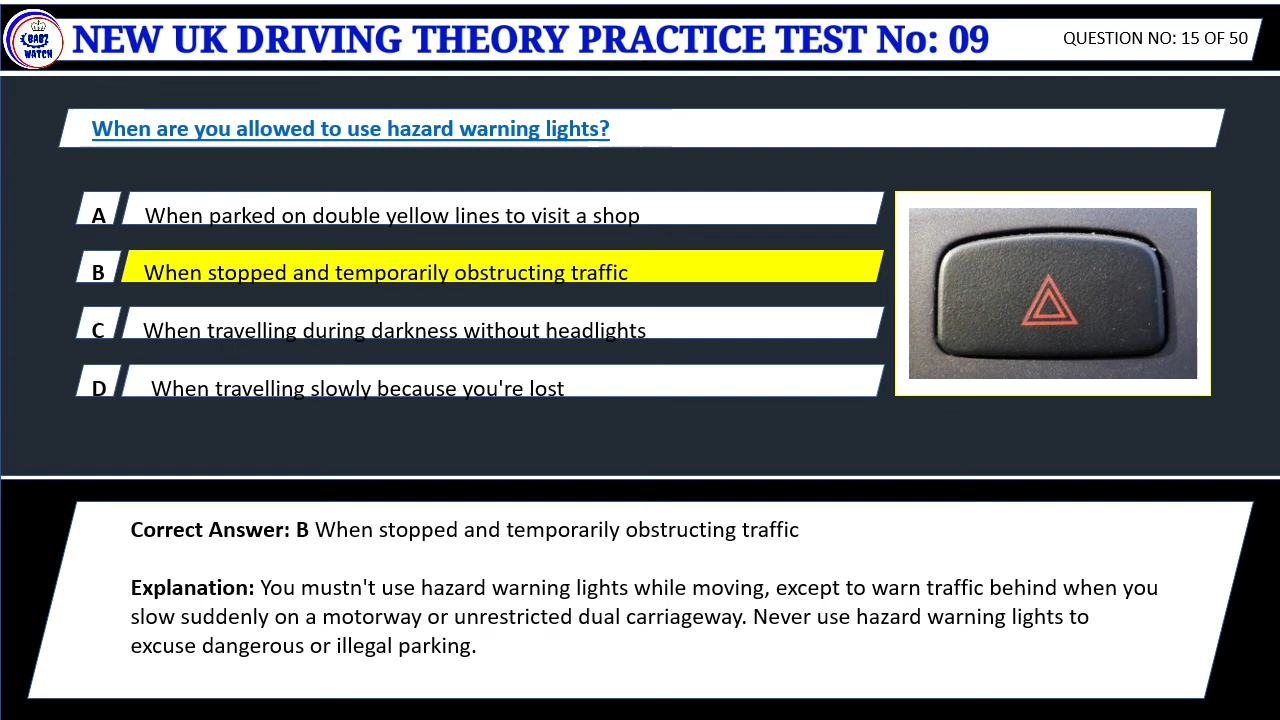 BABZ
WATCH
NEW UK DRIVING THEORY PRACTICE TEST No: 09
QUESTION NO: 15 OF 50
When are you allowed to use hazard warning lights?
A When parked on double yellow lines to visit a shop
B When stopped and temporarily obstructing traffic
C When travelling during darkness without headlights
D When travelling slowly because you're lost
Correct Answer: B When stopped and temporarily obstructing traffic
Explanation: You mustn't use hazard warning lights while moving, except to warn traffic behind when you
slow suddenly on a motorway or unrestricted dual carriageway. Never use hazard warning lights to
excuse dangerous or illegal parking.